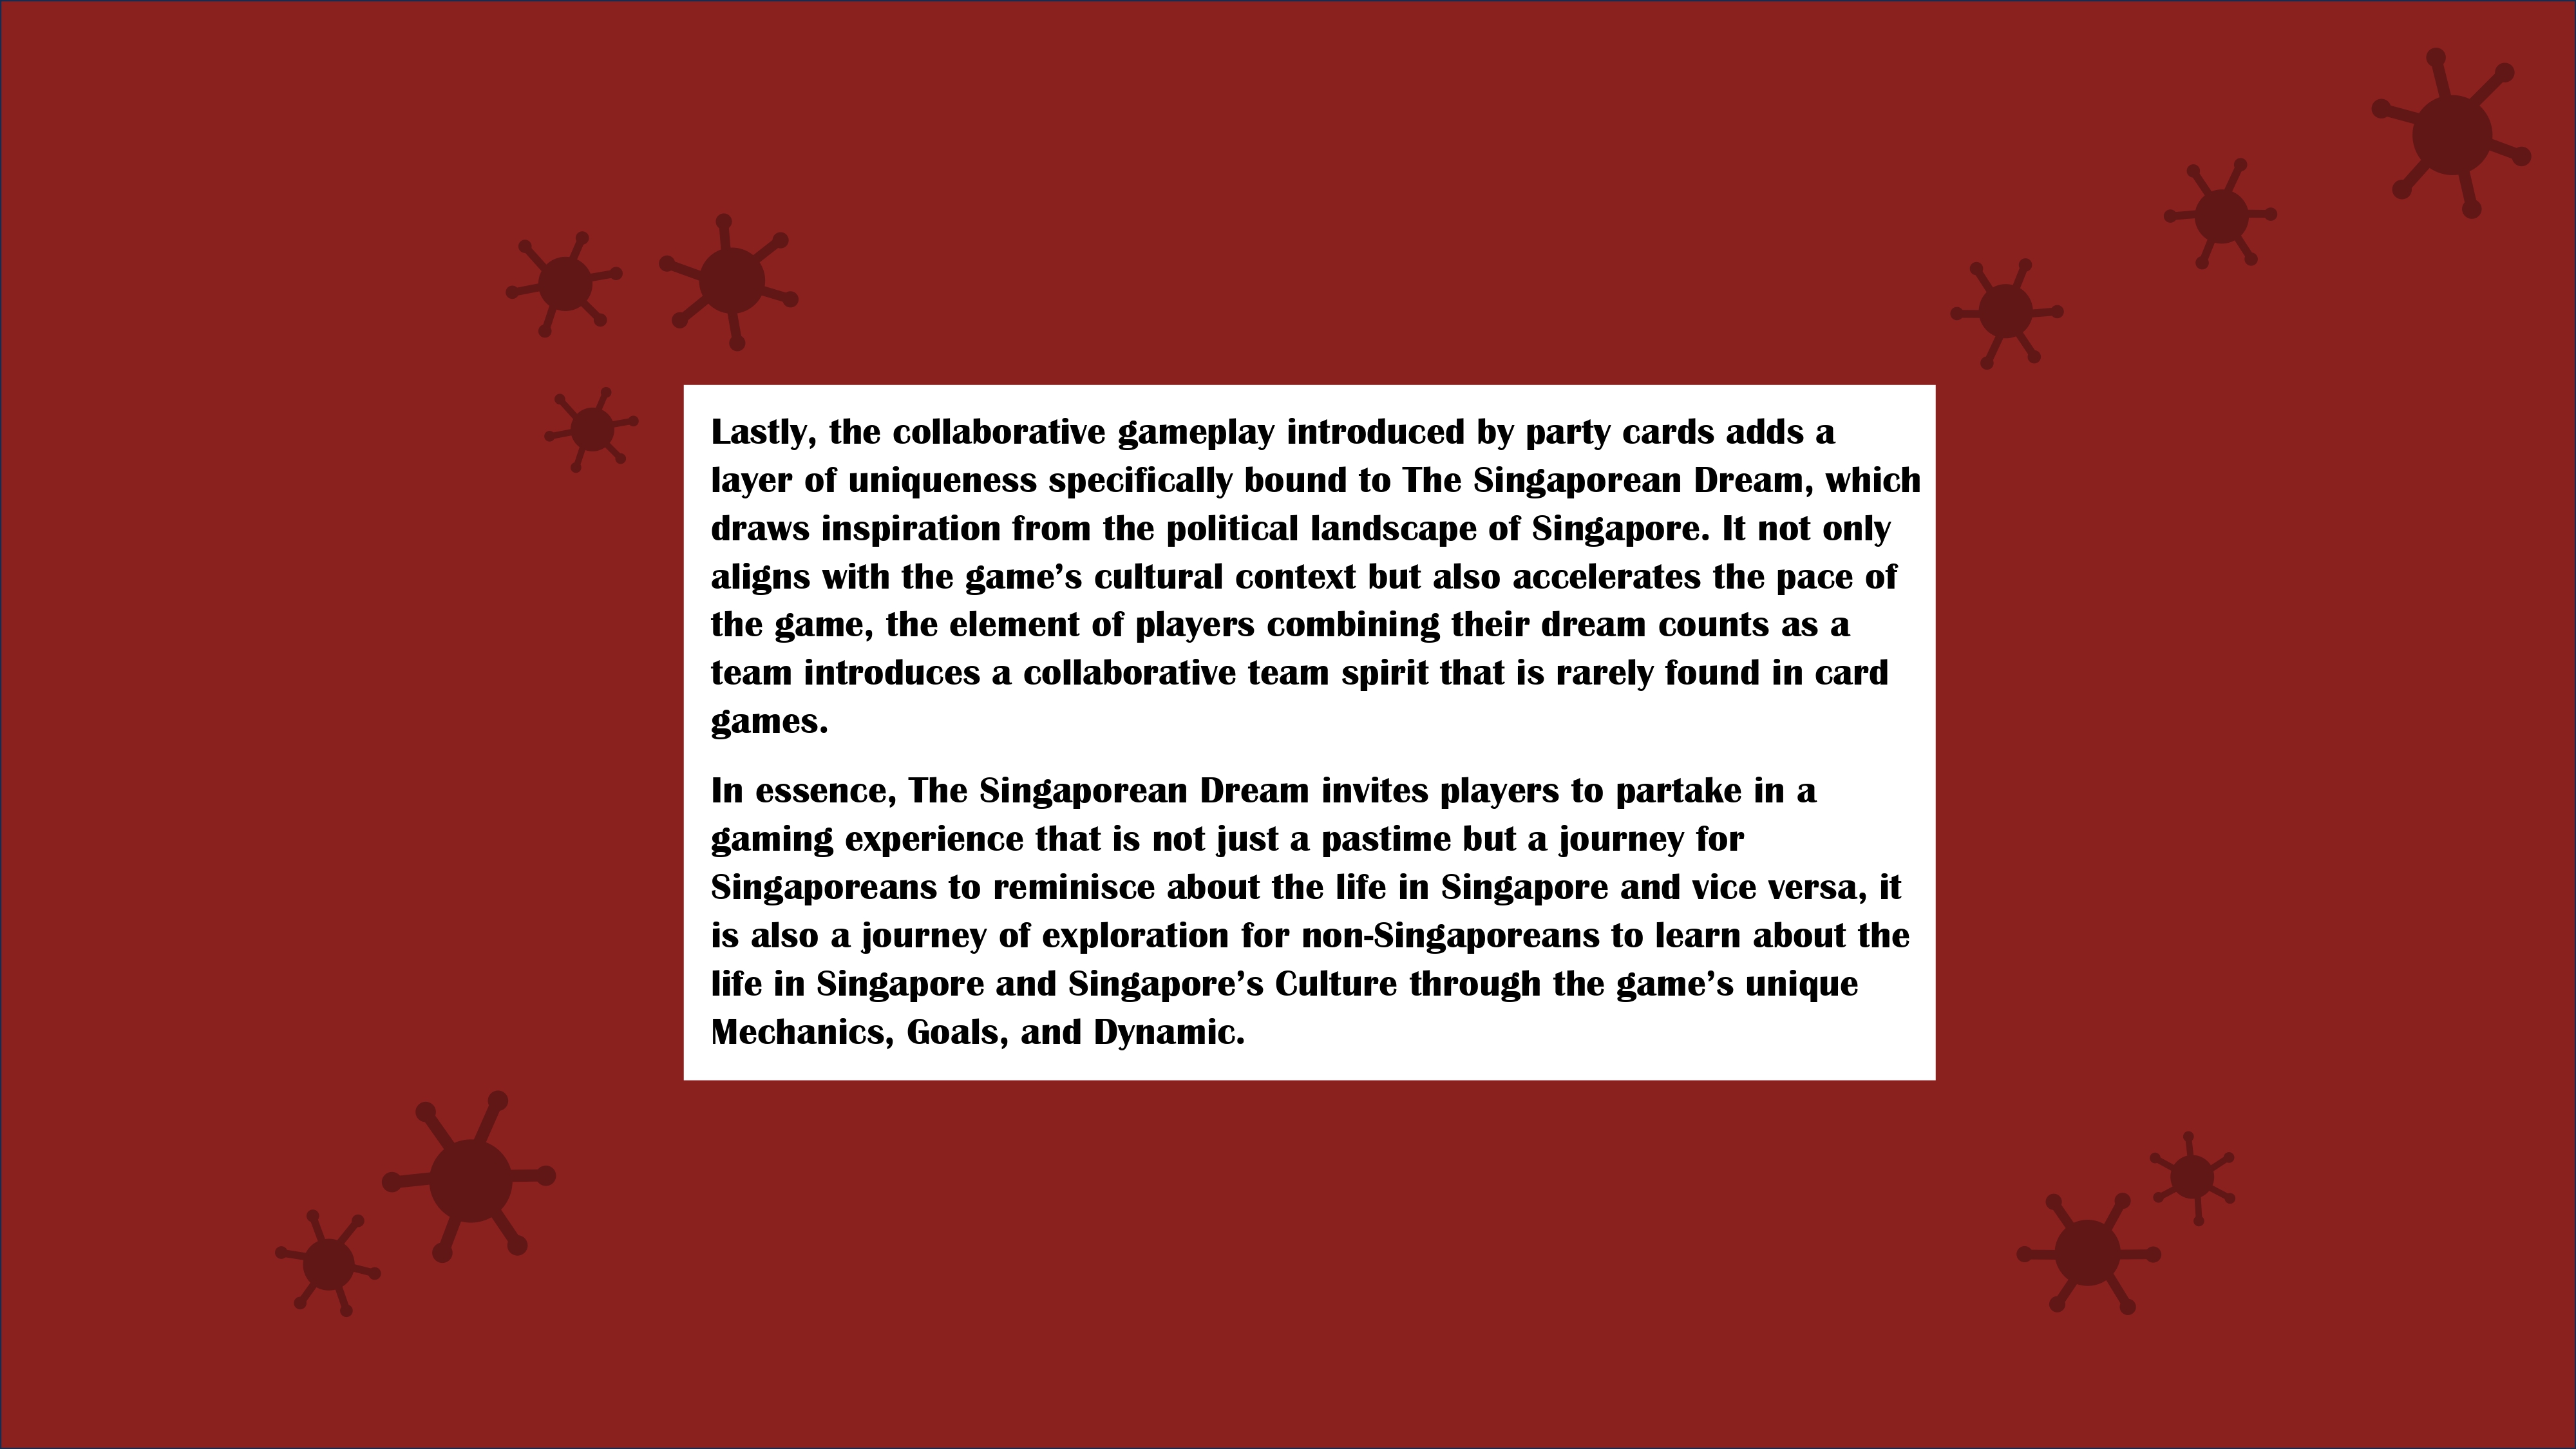 Lastly, the collaborative gameplay introduced by party cards adds a
layer of uniqueness specifically bound to The Singaporean Dream, which
draws inspiration from the political landscape of Singapore. It not only
aligns with the game’s cultural context but also accelerates the pace of
the game, the element of players combining their dream counts as a
team introduces a collaborative team spirit that is rarely found in card
games.
In essence, The Singaporean Dream invites players to partake in a
gaming experience that is not just a pastime but a journey for
Singaporeans to reminisce about the life in Singapore and vice versa, it
is also a journey of exploration for non-Singaporeans to learn about the
life in Singapore and Singapore’s Culture through the game’s unique
Mechanics, Goals, and Dynamic.